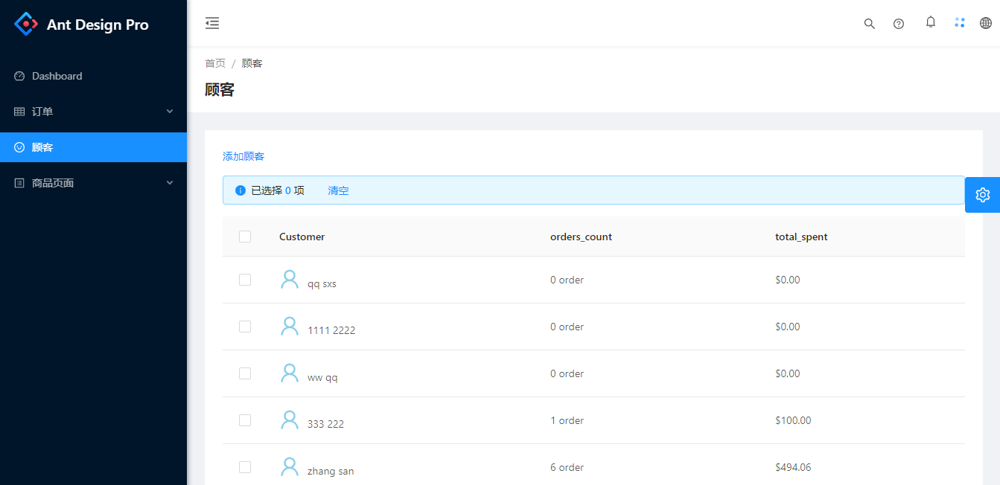 Ant Design Pro
Dashboard
订单
顾客
商品页面
首页 / 顾客
顾客
添加顾客
已选择 0 项 清空
Customer orders_count total_spent
qq sxs 0 order $0.00
1111 2222 0 order $0.00
ww qq 0 order $0.00
333 222 1 order $100.00
zhang san 6 order $494.06